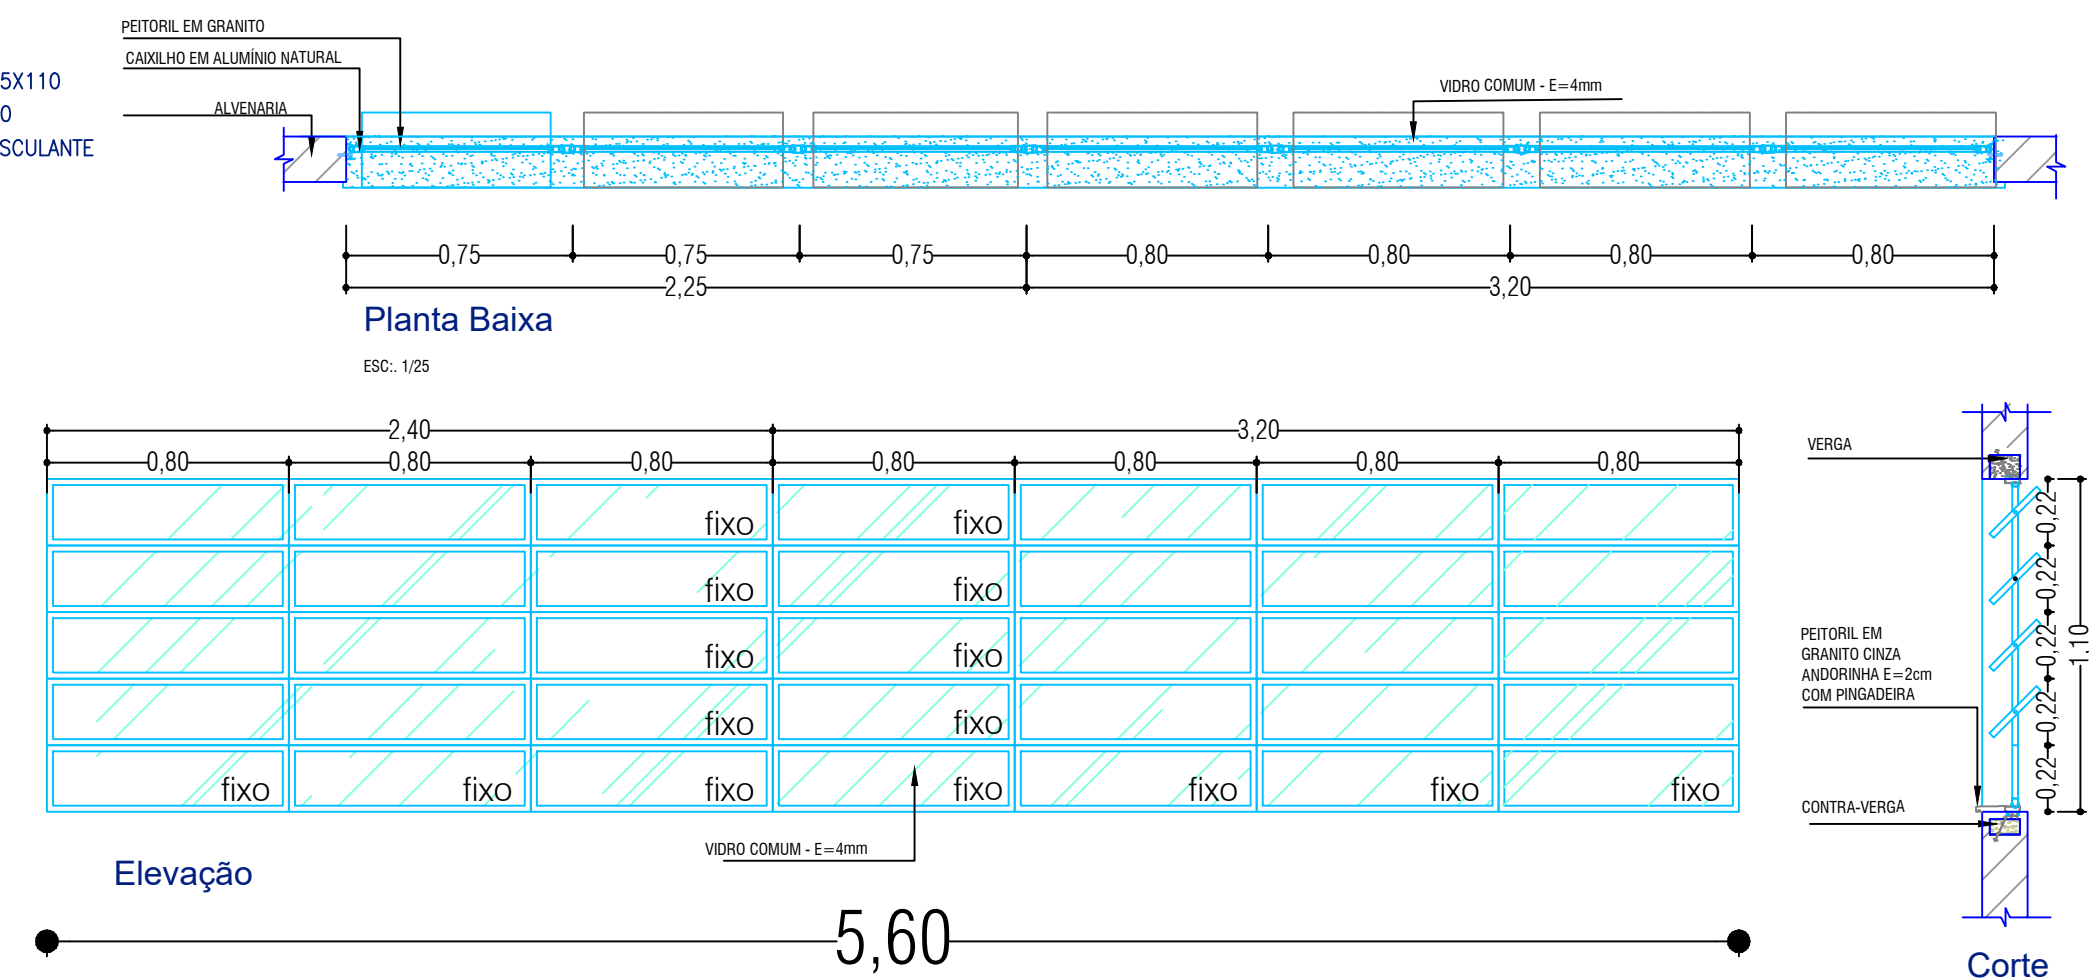 PEITORIL EM GRANITO
CAIXILHO EM ALUMÍNIO NATURAL
5X110
0
ALVENARIA
SCULANTE
VIDRO COMUM - E=4mm
0,75 0,75 0,75 0,80 0,80 0,80 0,80
2,25 3,20
Planta Baixa
ESC:. 1/25
2,40 3,20
0,80 0,80 0,80 0,80 0,80 0,80 0,80
fixo fixo
fixo fixo
fixo fixo
fixo fixo
fixo fixo fixo fixo fixo fixo fixo
VIDRO COMUM - E=4mm
Elevação
5,60
VERGA
0,22
0,22
0,22
0,22
0,22
1,10
PEITORIL EM
GRANITO CINZA
ANDORINHA E=2cm
COM PINGADEIRA
CONTRA-VERGA
Corte